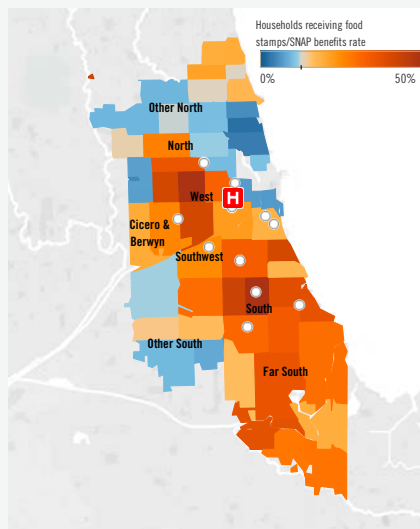 Households receiving food
stamps/SNAP benefits rate
0% 50%
Other North
North
West
H
Cicero &
Berwyn
Southwest
South
Other South
Far South